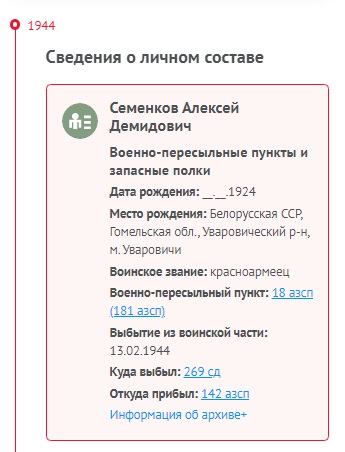 1944
Сведения о личном составе
Семенков Алексей
Демидович
Военно-пересыльные пункты и
запасные полки
Дата рождения: __.__.1924
Место рождения: Белорусская ССР,
Гомельская обл., Уваровический р-н,
м. Уваровичи
Воинское звание: красноармеец
Военно-пересыльный пункт: 18 азсп
(181 азсп)
Выбытие из воинской части:
13.02.1944
Куда выбыл: 269 сд
Откуда прибыл: 142 азсп
Информация об архиве+